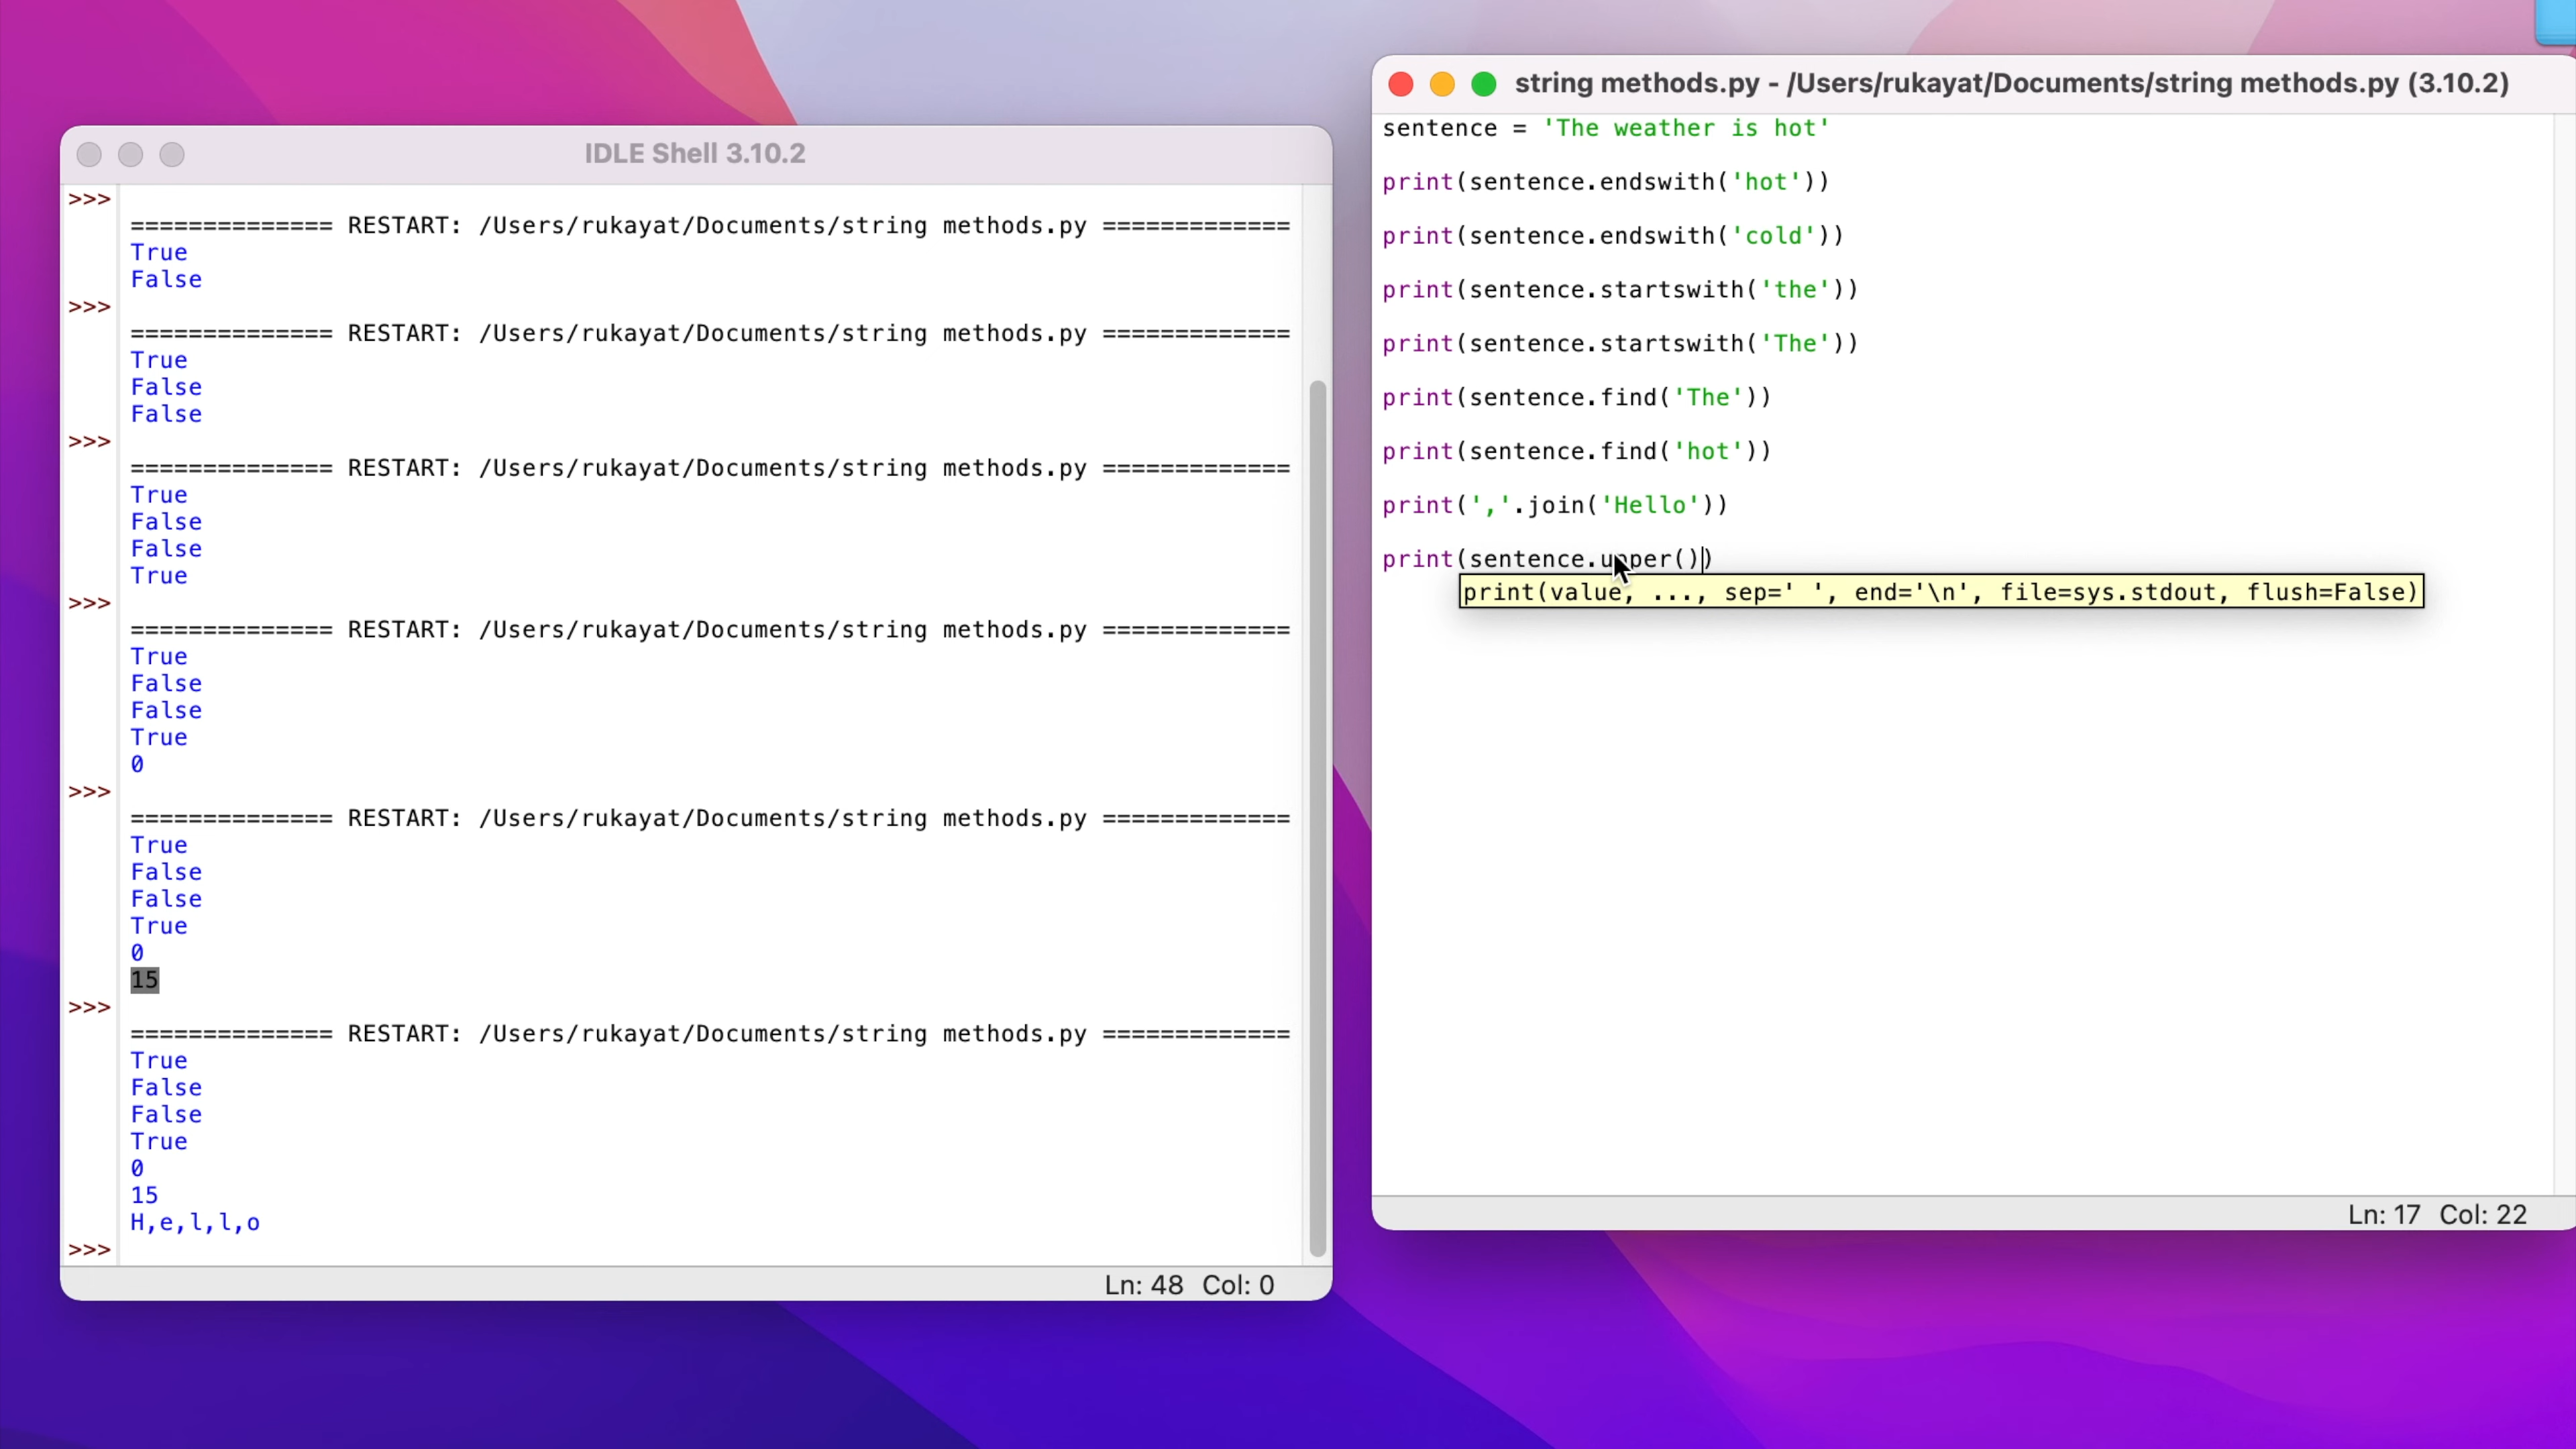 IDLE Shell 3.10.2
>>>
============== RESTART: /Users/rukayat/Documents/string methods.py =============
True
False
>>>
============== RESTART: /Users/rukayat/Documents/string methods.py =============
True
False
False
>>>
============== RESTART: /Users/rukayat/Documents/string methods.py =============
True
False
False
True
>>>
============== RESTART: /Users/rukayat/Documents/string methods.py =============
True
False
False
True
0
>>>
============== RESTART: /Users/rukayat/Documents/string methods.py =============
True
False
False
True
0
15
>>>
============== RESTART: /Users/rukayat/Documents/string methods.py =============
True
False
False
True
0
15
H,e,l,l,o
>>>
Ln: 48 Col: 0
string methods.py - /Users/rukayat/Documents/string methods.py (3.10.2)
sentence = 'The weather is hot'
print(sentence.endswith('hot'))
print(sentence.endswith('cold'))
print(sentence.startswith('the'))
print(sentence.startswith('The'))
print(sentence.find('The'))
print(sentence.find('hot'))
print(','.join('Hello'))
print(sentence.upper())
print(value, ..., sep=' ', end='\n', file=sys.stdout, flush=False)
Ln: 17 Col: 22